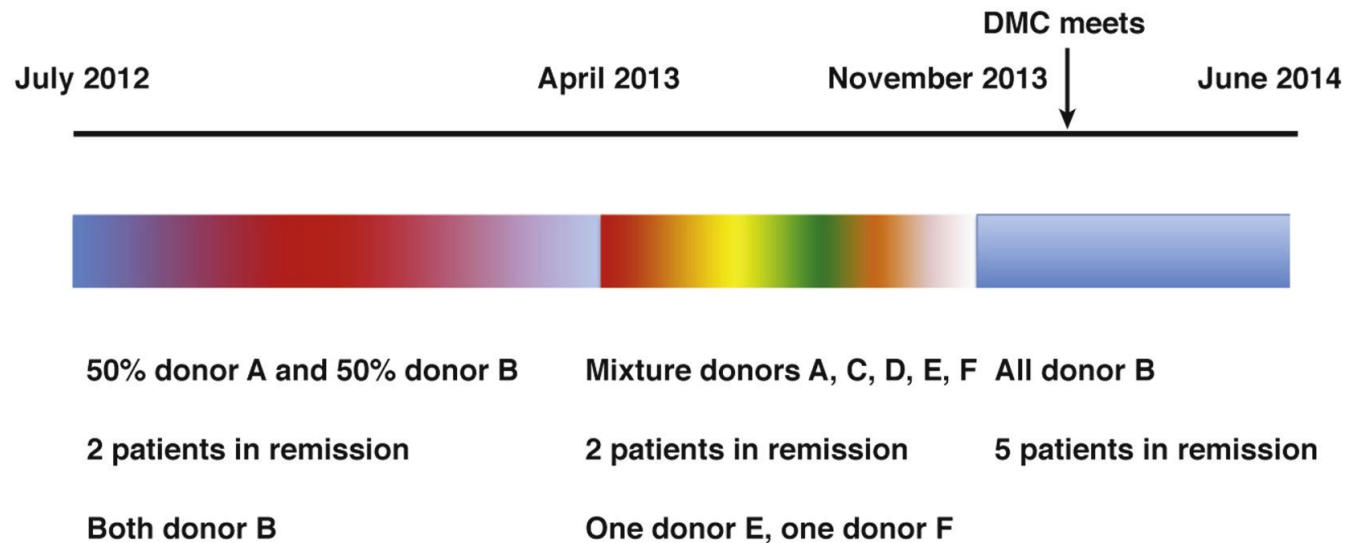 DMC meets
July 2012 April 2013 November 2013 June 2014
50% donor A and 50% donor B Mixture donors A, C, D, E, F All donor B
2 patients in remission 2 patients in remission 5 patients in remission
Both donor B One donor E, one donor F